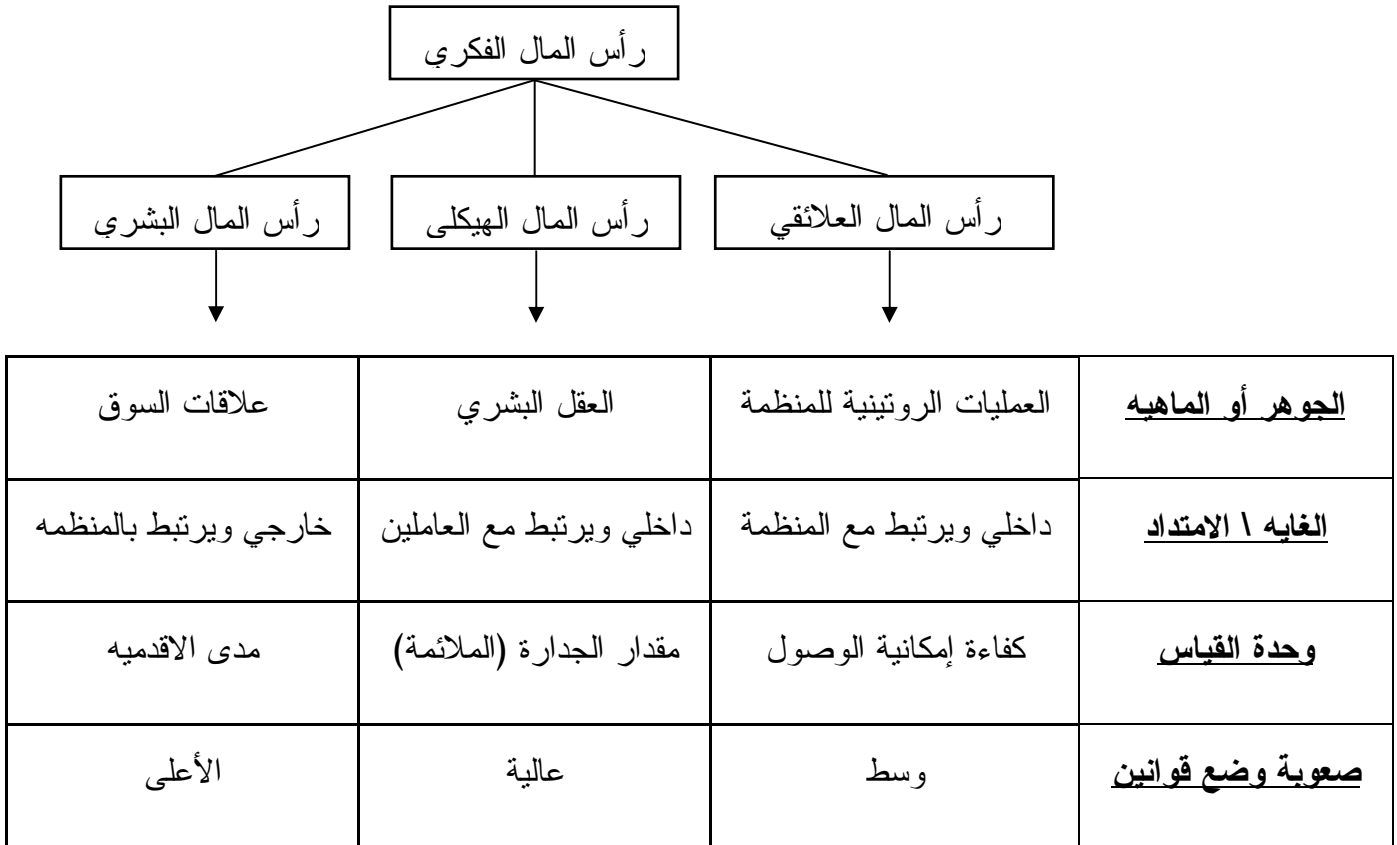 رأس المال الفكري
رأس المال العلائقي
رأس المال الهيكلي
رأس المال البشري
الجوهر أو الماهيه
العمليات الروتينية للمنظمة
العقل البشري
علاقات السوق
الغايه \ الامتداد
داخلي ويرتبط مع المنظمة
داخلي ويرتبط مع العاملين
خارجي ويرتبط بالمنظمه
وحدة القياس
كفاءة إمكانية الوصول
مقدار الجدارة (الملائمة)
مدى الاقدميه
صعوبة وضع قوانين
وسط
عالية
الأعلى